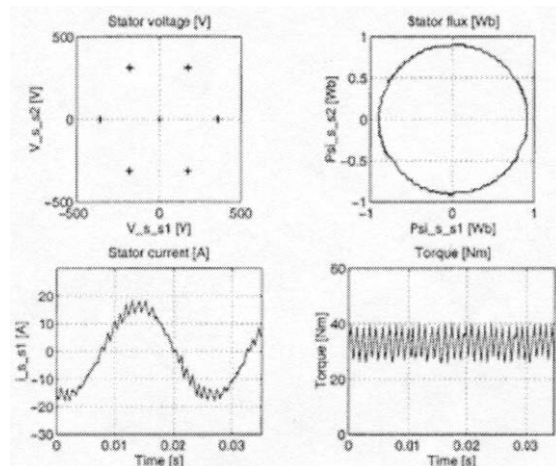 Stator voltage [V]
500
0
−500
−500
0
500
V_s_s2 [V]
V_s_s1 [V]
Stator flux [Wb]
1
0.5
0
−0.5
−1
−1
0
1
Psi_s_s2 [Wb]
Psi_s_s1 [Wb]
Stator current [A]
20
10
0
−10
−20
−30
0
0.01
0.02
0.03
i_s_s1 [A]
Time [s]
Torque [Nm]
60
40
20
0
0
0.01
0.02
0.03
Torque [Nm]
Time [s]